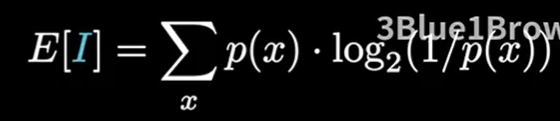 3Blue1Brow
E[I] = ∑ p(x) · log₂(1/p(x))
x